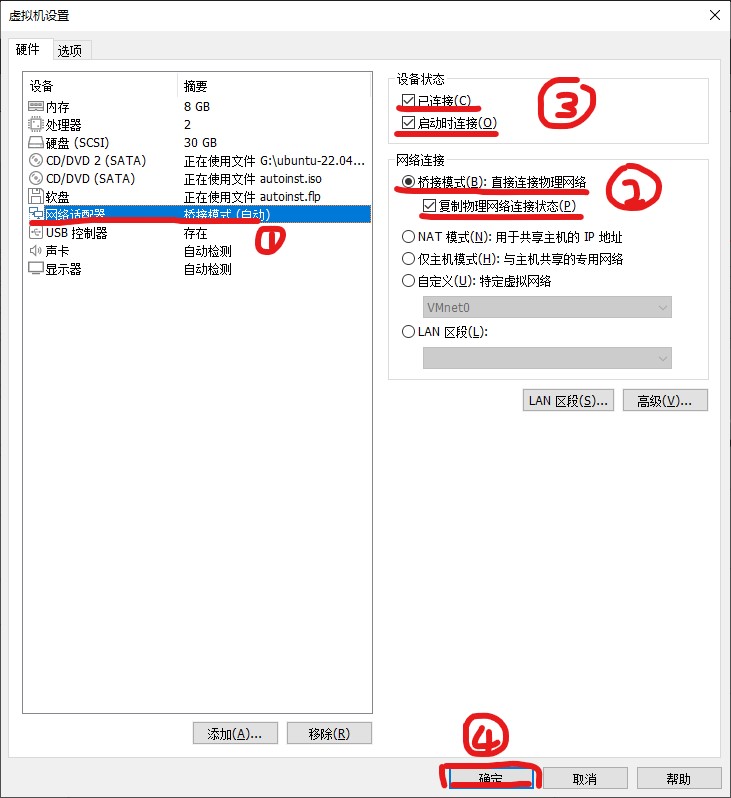 虚拟机设置
硬件 选项
设备 摘要
内存 8 GB
处理器 2
硬盘 (SCSI) 30 GB
CD/DVD 2 (SATA) 正在使用文件 G:\ubuntu-22.04...
CD/DVD (SATA) 正在使用文件 autoinst.iso
软盘 正在使用文件 autoinst.flp
网络适配器 桥接模式 (自动)
USB 控制器 存在
声卡 自动检测
显示器 自动检测
①
添加(A)... 移除(R)
设备状态
已连接(C)
启动时连接(O)
③
网络连接
桥接模式(B): 直接连接物理网络
复制物理网络连接状态(P)
②
NAT 模式(N): 用于共享主机的 IP 地址
仅主机模式(H): 与主机共享的专用网络
自定义(U): 特定虚拟网络
VMnet0
LAN 区段(L):
LAN 区段(S)... 高级(V)...
④
确定 取消 帮助